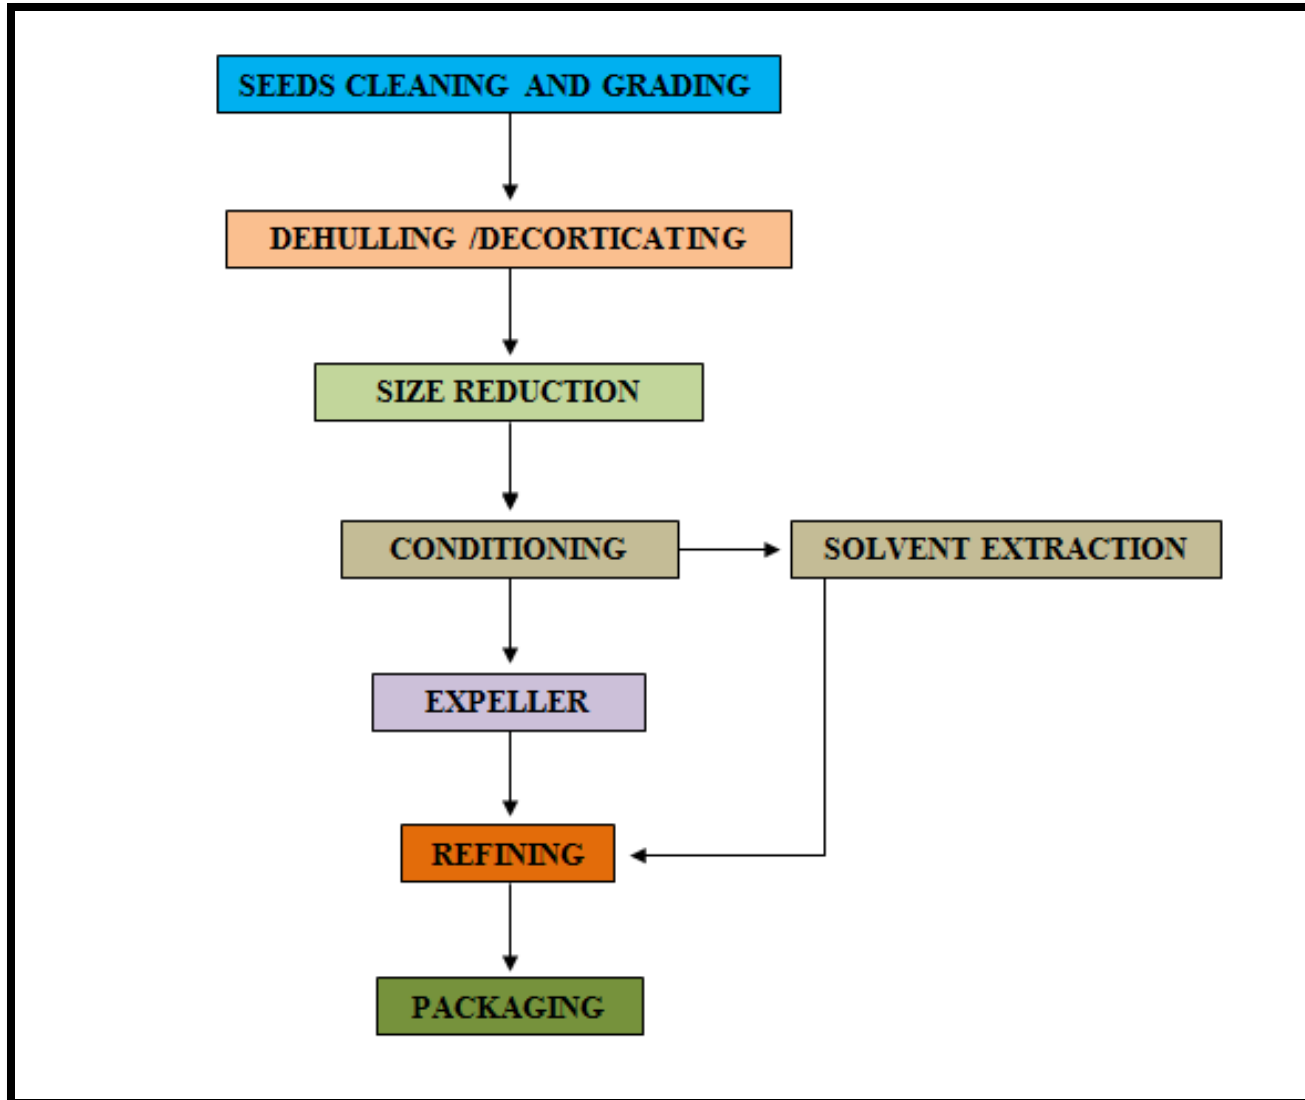 SEEDS CLEANING AND GRADING
DEHULLING /DECORTICATING
SIZE REDUCTION
CONDITIONING
SOLVENT EXTRACTION
EXPELLER
REFINING
PACKAGING